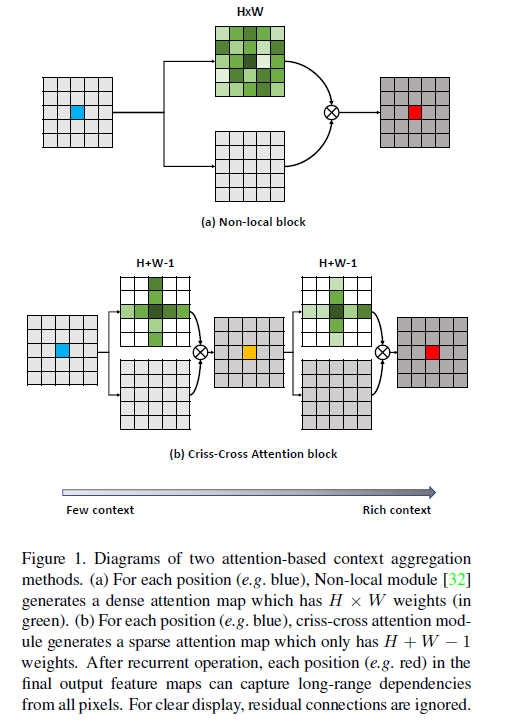 HxW
(a) Non-local block
H+W-1 H+W-1
(b) Criss-Cross Attention block
Few context Rich context
Figure 1. Diagrams of two attention-based context aggregation
methods. (a) For each position (e.g. blue), Non-local module [32]
generates a dense attention map which has H × W weights (in
green). (b) For each position (e.g. blue), criss-cross attention mod-
ule generates a sparse attention map which only has H + W − 1
weights. After recurrent operation, each position (e.g. red) in the
final output feature maps can capture long-range dependencies
from all pixels. For clear display, residual connections are ignored.